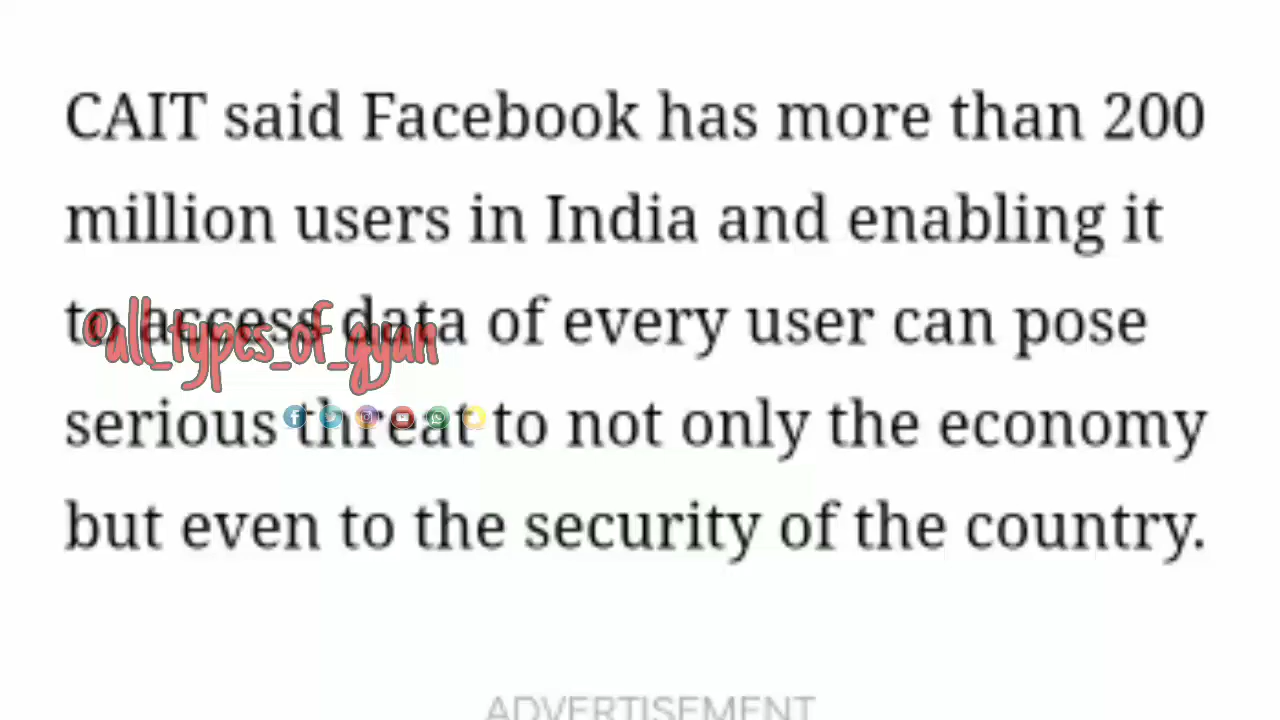 CAIT said Facebook has more than 200
million users in India and enabling it
to access data of every user can pose
@all_types_of_gyan
serious threat to not only the economy
but even to the security of the country.
ADVERTISEMENT